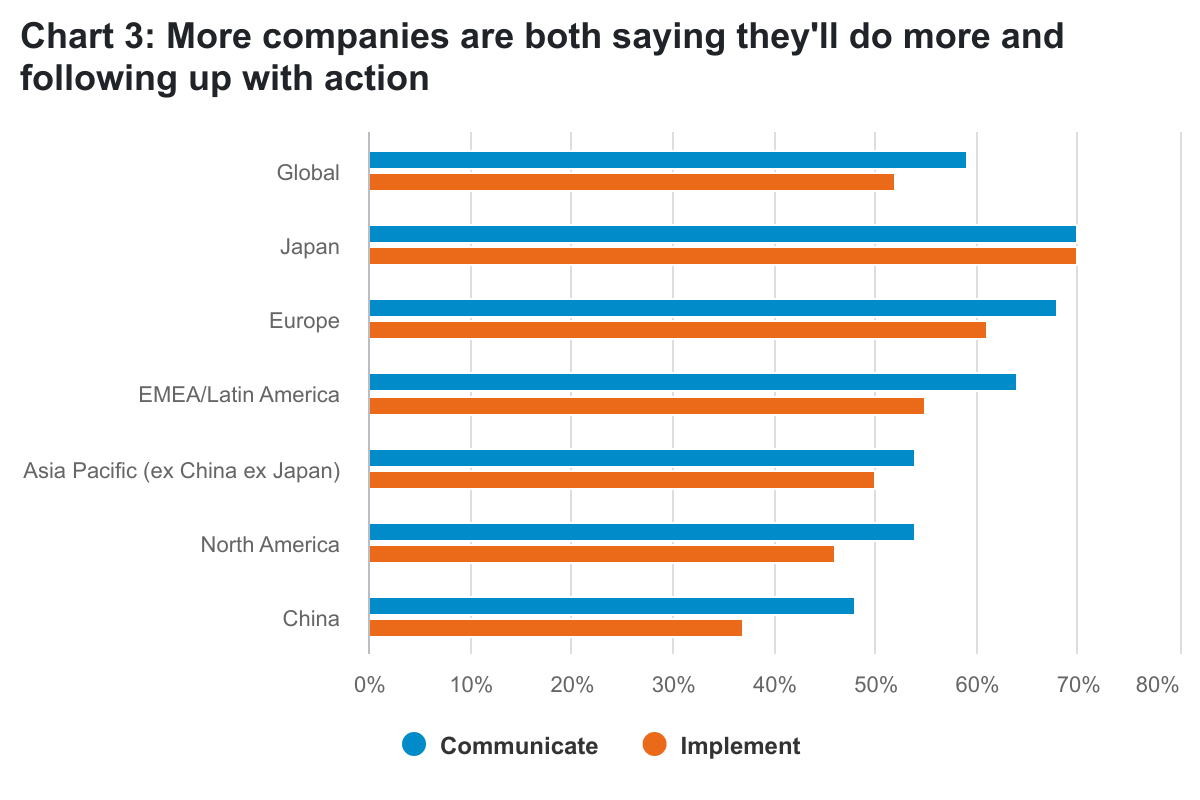 Chart 3: More companies are both saying they'll do more and
following up with action
Global
Japan
Europe
EMEA/Latin America
Asia Pacific (ex China ex Japan)
North America
China
0% 10% 20% 30% 40% 50% 60% 70% 80%
Communicate Implement